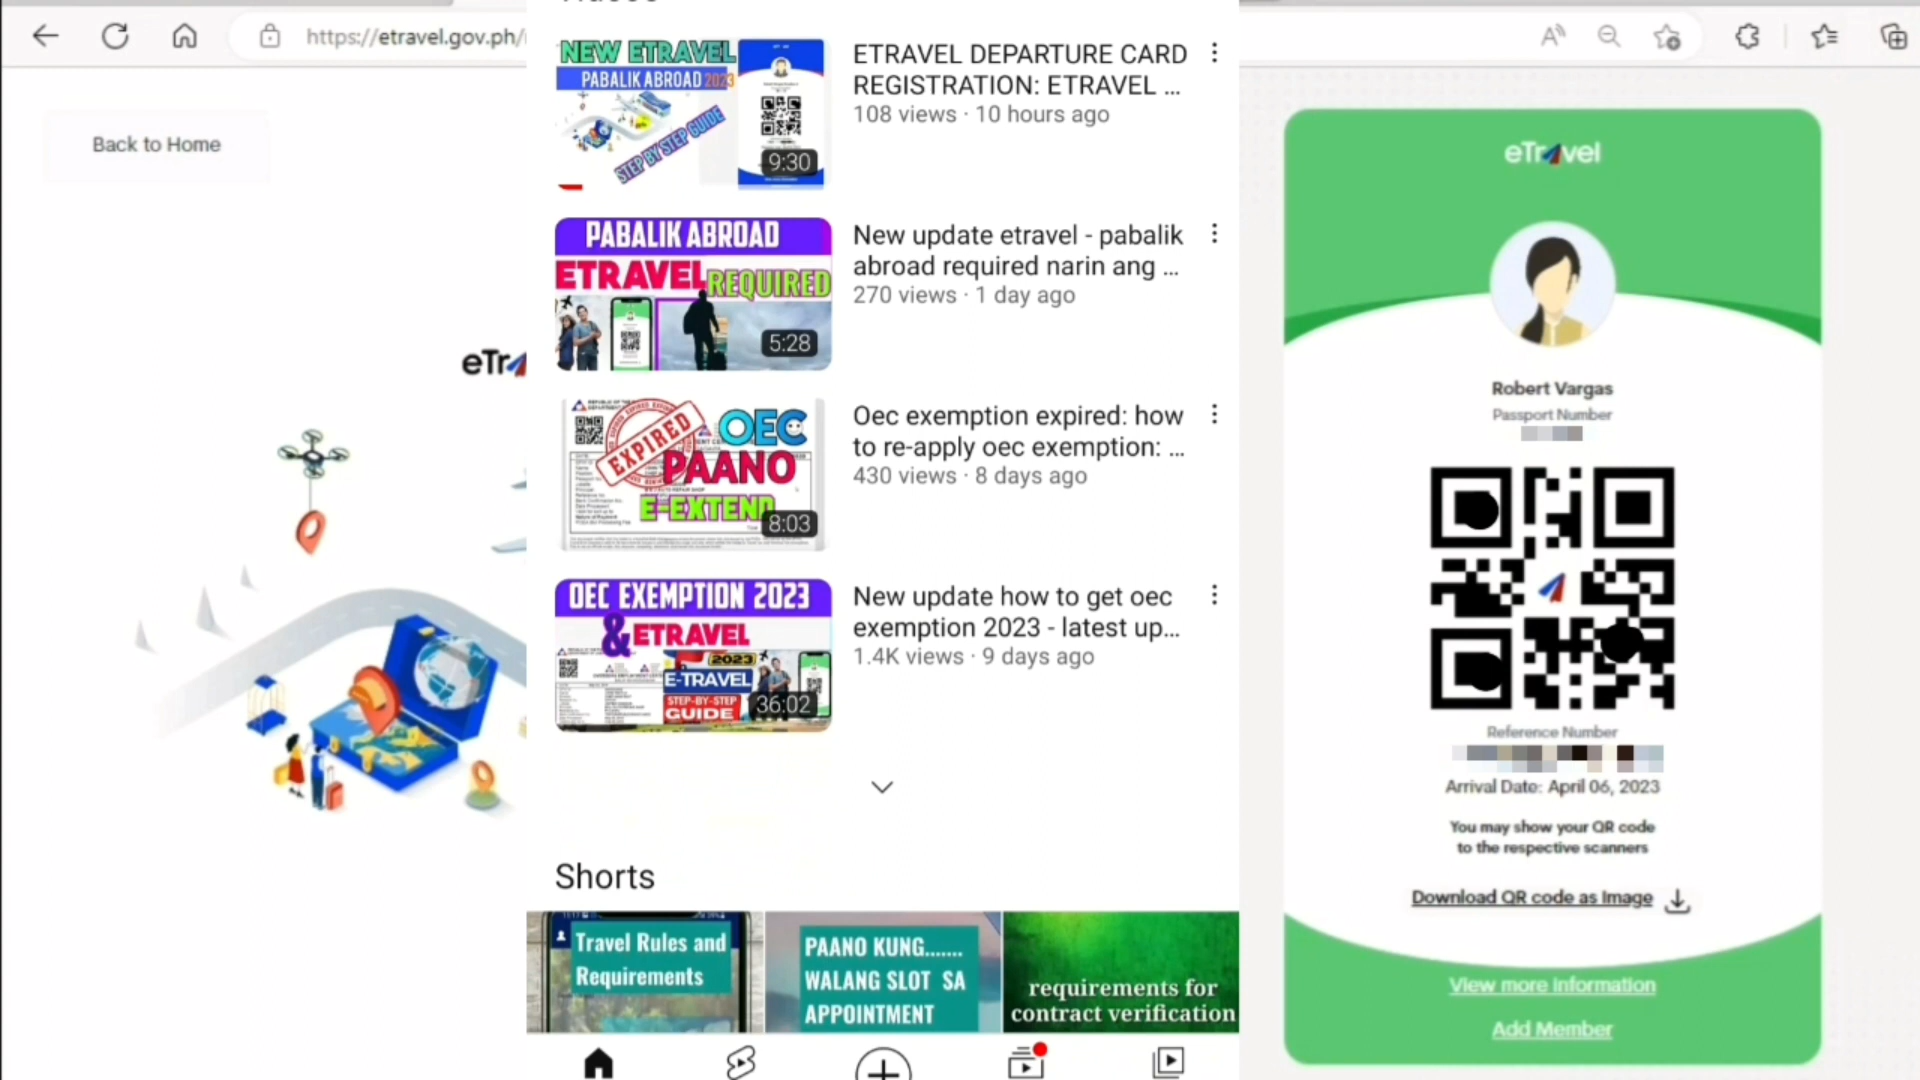 https://etravel.gov.ph/
Back to Home
eTr
NEW ETRAVEL
PABALIK ABROAD 2023
STEP BY STEP GUIDE
9:30
ETRAVEL DEPARTURE CARD
REGISTRATION: ETRAVEL ...
108 views · 10 hours ago
PABALIK ABROAD
ETRAVEL REQUIRED
5:28
New update etravel - pabalik
abroad required narin ang ...
270 views · 1 day ago
EXPIRED
OEC
PAANO
E-EXTEND
8:03
Oec exemption expired: how
to re-apply oec exemption: ...
430 views · 8 days ago
OEC EXEMPTION 2023
& ETRAVEL
2023
E-TRAVEL
STEP-BY-STEP
GUIDE
36:02
New update how to get oec
exemption 2023 - latest up...
1.4K views · 9 days ago
Shorts
Travel Rules and
Requirements
PAANO KUNG.......
WALANG SLOT SA
APPOINTMENT
requirements for
contract verification
eTravel
Robert Vargas
Passport Number
Reference Number
Arrival Date: April 06, 2023
You may show your QR code
to the respective scanners
Download QR code as Image
View more Information
Add Member